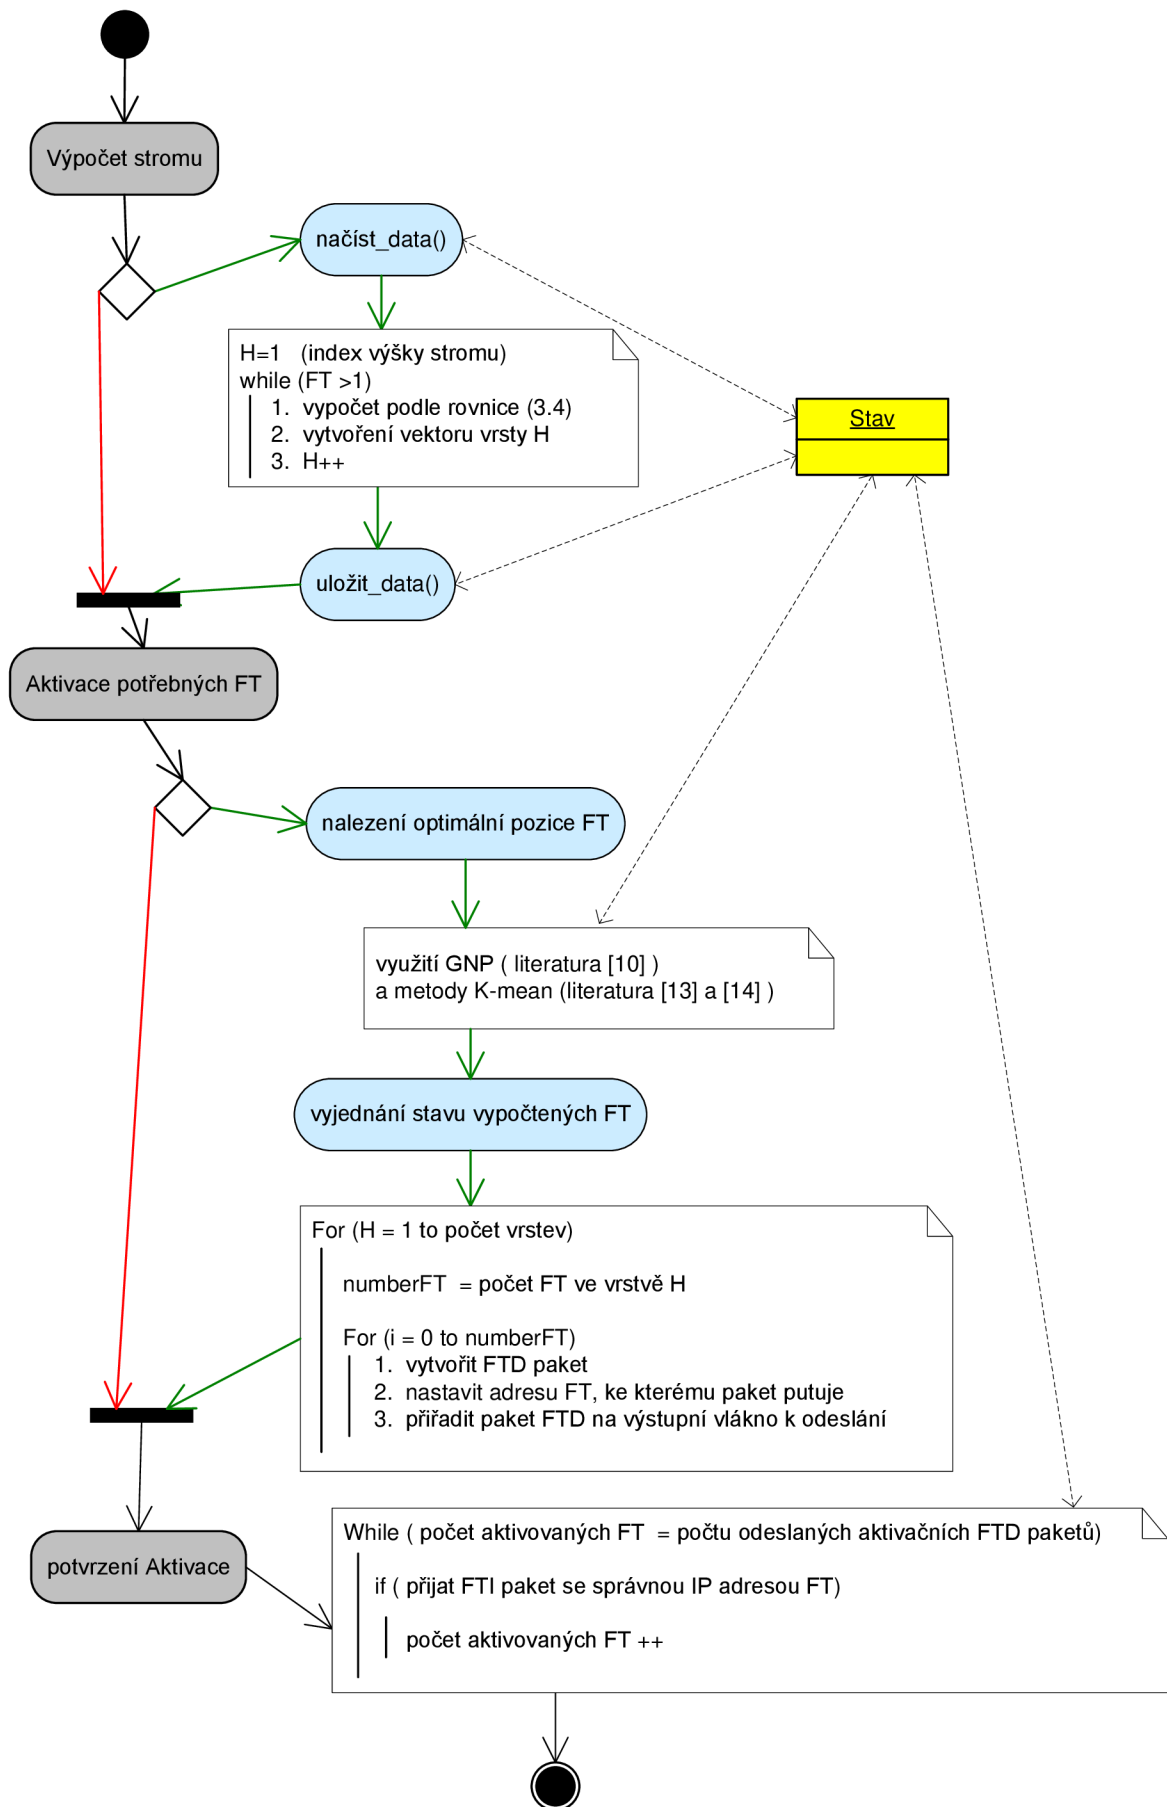 Výpočet stromu
načíst_data()
H=1 (index výšky stromu)
while (FT >1)
1. vypočet podle rovnice (3.4)
2. vytvoření vektoru vrsty H
3. H++
Stav
uložit_data()
Aktivace potřebných FT
nalezení optimální pozice FT
využití GNP ( literatura [10] )
a metody K-mean (literatura [13] a [14] )
vyjednání stavu vypočtených FT
For (H = 1 to počet vrstev)
numberFT = počet FT ve vrstvě H
For (i = 0 to numberFT)
1. vytvořit FTD paket
2. nastavit adresu FT, ke kterému paket putuje
3. přiřadit paket FTD na výstupní vlákno k odeslání
potvrzení Aktivace
While ( počet aktivovaných FT = počtu odeslaných aktivačních FTD paketů)
if ( přijat FTI paket se správnou IP adresou FT)
počet aktivovaných FT ++